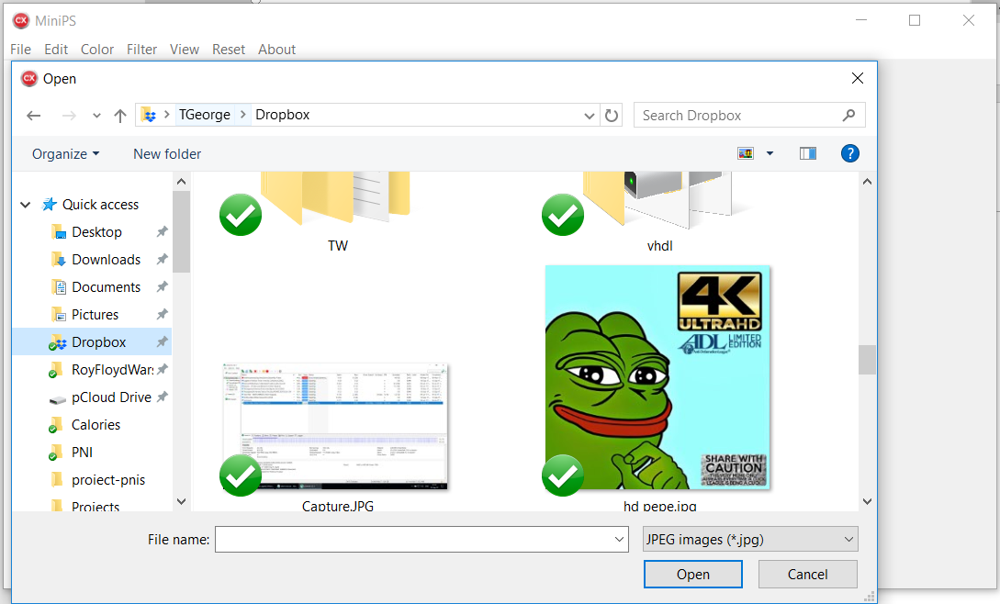 MiniPS
File Edit Color Filter View Reset About
Open
TGeorge Dropbox
Search Dropbox
Organize New folder
Quick access
Desktop
Downloads
Documents
Pictures
Dropbox
RoyFloydWar
pCloud Drive
Calories
PNI
project-pnis
Projects
TW
vhdl
4K
ULTRAHD
ADL LIMITED
EDITION
SHARE WITH
CAUTION
Capture.JPG
hd pepe.jpg
File name:
JPEG images (*.jpg)
Open Cancel